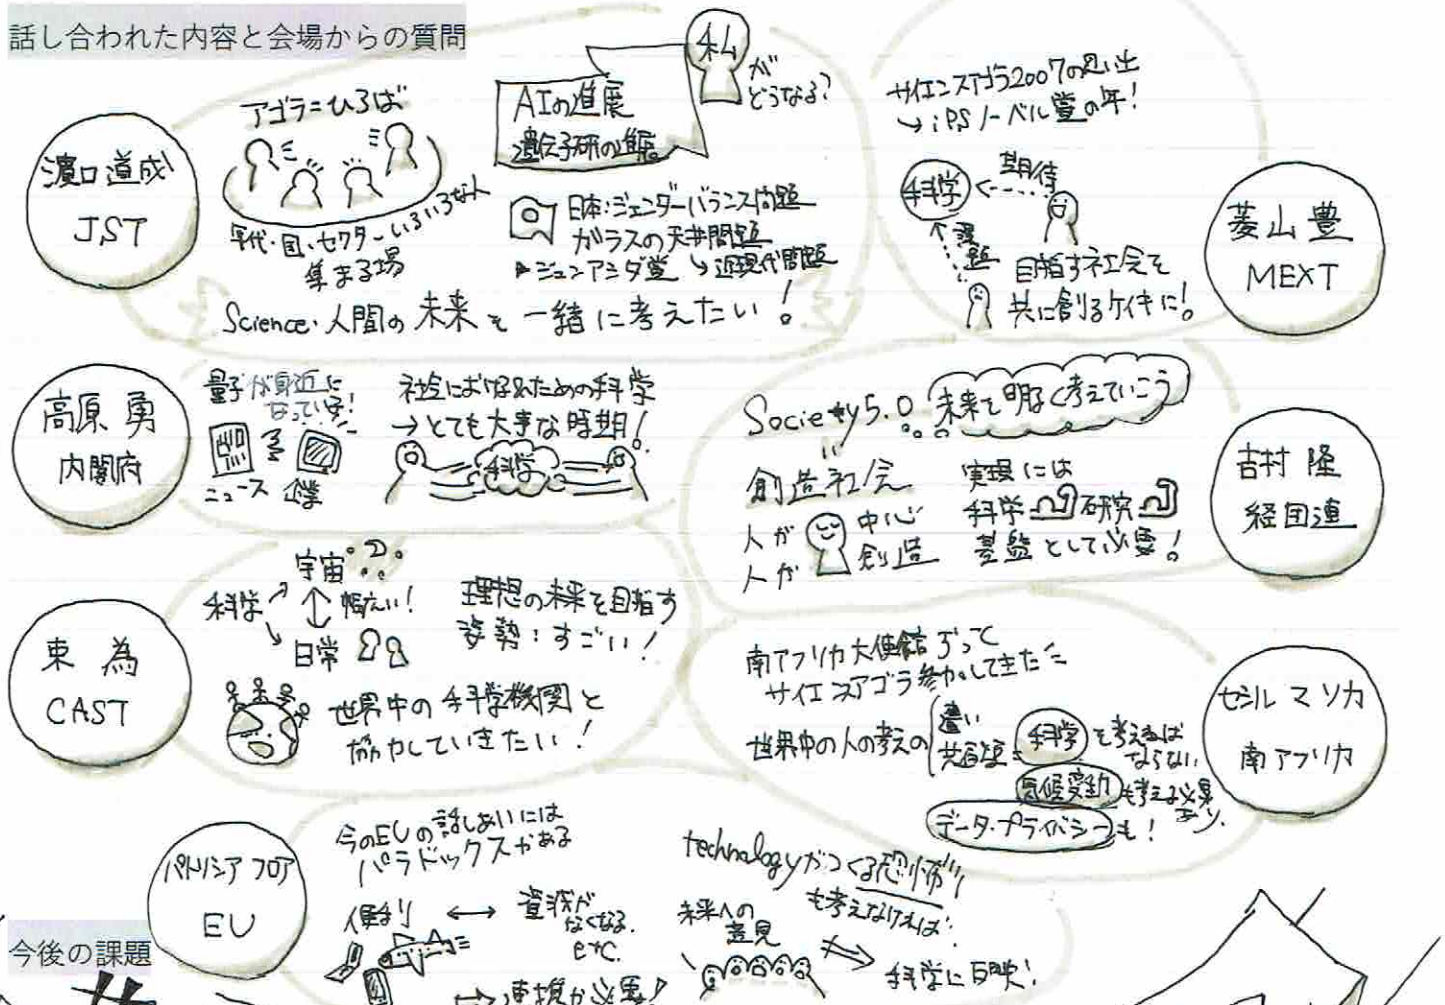 話し合われた内容と会場からの質問
濵口道成
JST
アゴラ=ひろば
年代・国・セクターいろいろな人
集まる場
AIの進展
遺伝子研の進展
私
が
どうなる?
日本:ジェンダーバランス問題
ガラスの天井問題
▶ジュンアシダ賞 ↳近現代問題
Science・人間の未来を一緒に考えたい!
サイエンスアゴラ2007の思い出
→iPSノーベル賞の年!
科学
期待
課題
目指す社会を
共に創るケイキに!
菱山 豊
MEXT
高原 勇
内閣府
量子が身近に
なっている!
ニュース 企業
社会における&ための科学
→とても大事な時期!
科学
Society5.0
未来を明るく考えていこう
=
創造社会
人が 中心
人が 創造
実現には
科学 研究
基盤として必要!
吉村 隆
経団連
束 為
CAST
宇宙
科学
幅広い!
日常
理想の未来を目指す
姿勢:すごい!
世界中の科学機関と
協力していきたい!
南アフリカ大使館ずっと
サイエンスアゴラ参加してきた
世界中の人の考えの
違い
共有点=
科学
を考えねば
ならない
気候変動
も考える必要
あり
データ・プライバシー
も!
セシル マソカ
南アフリカ
パトリシア フロア
EU
今のEUの話しあいには
パラドックスがある
便利 ⟷ 資源が
なくなる
etc.
technologyがつくる恐怖
も考えなければ!
未来への
意見
科学に反映!
今後の課題